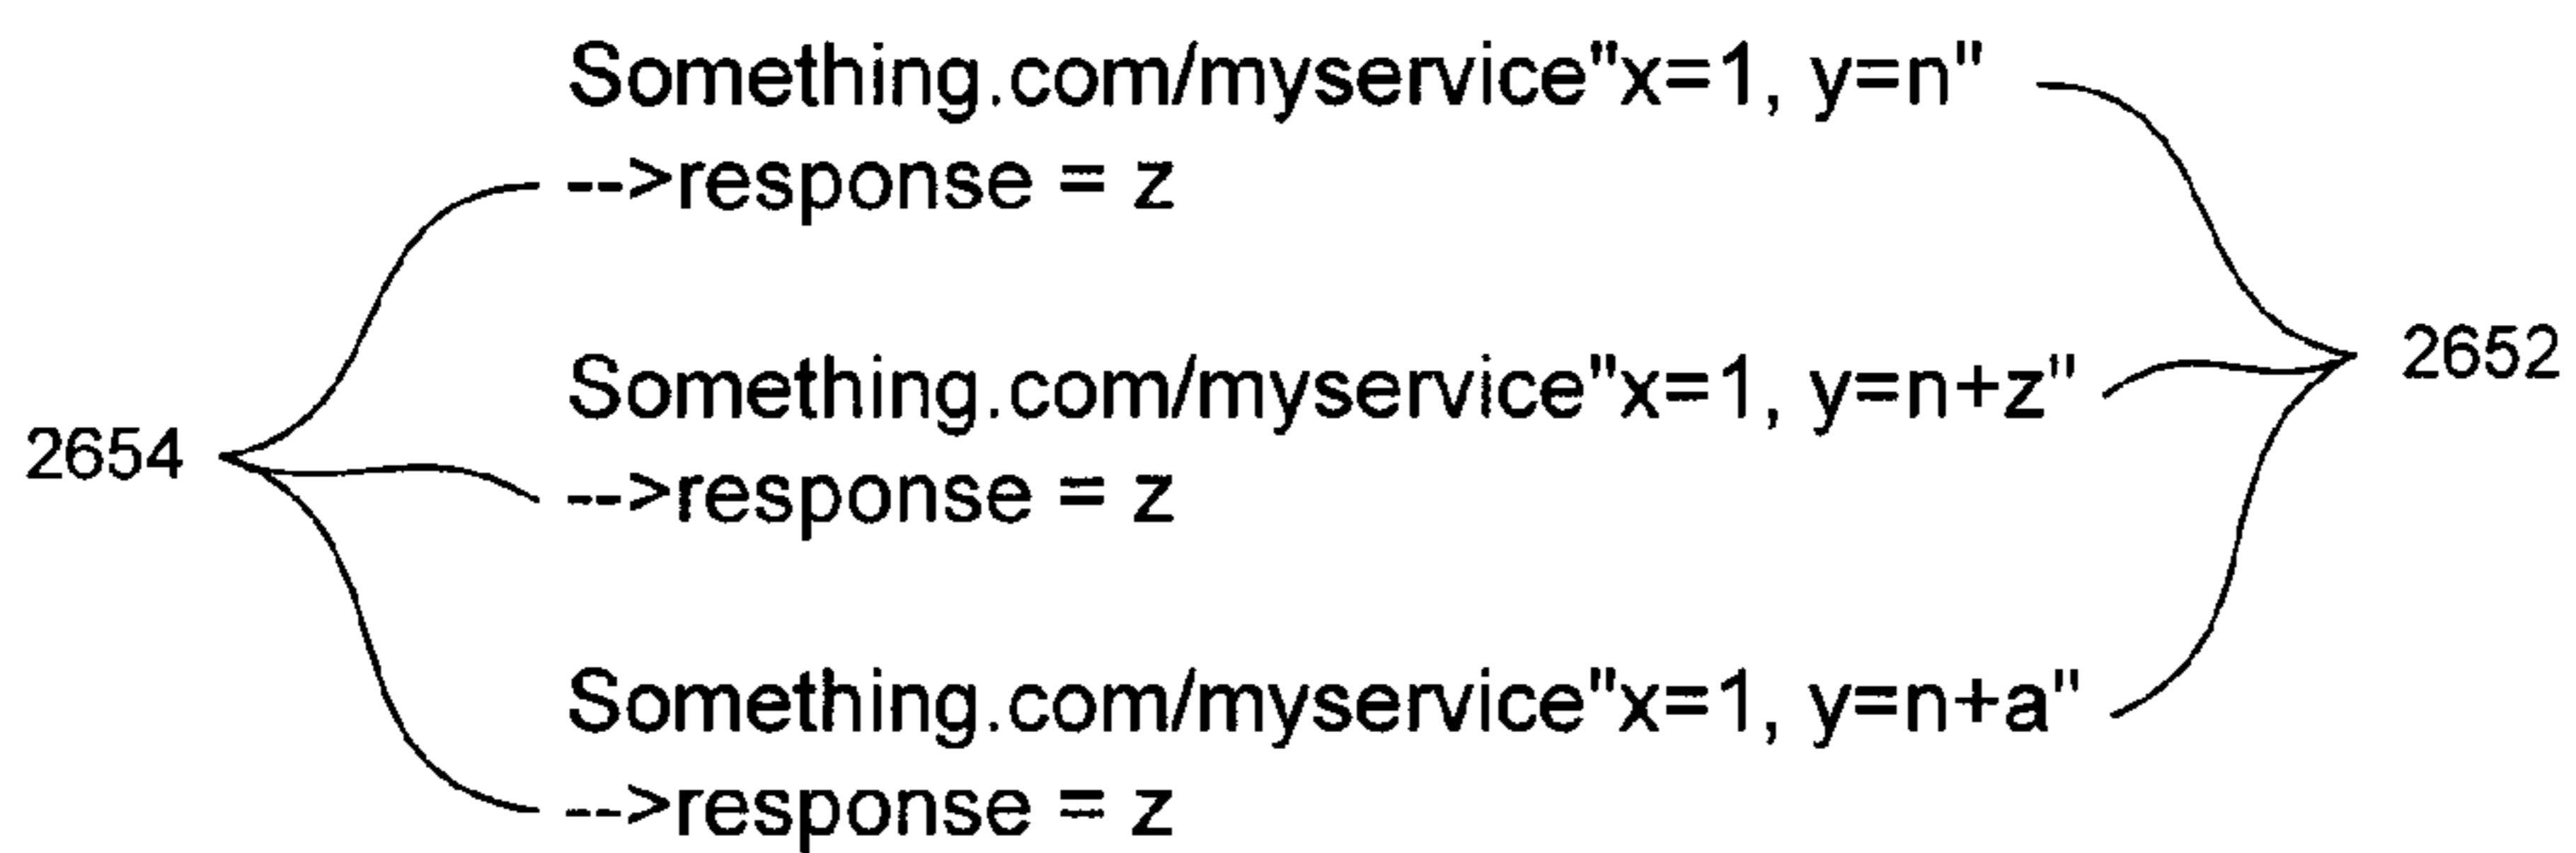 Something.com/myservice"x=1, y=n"
-->response = z
Something.com/myservice"x=1, y=n+z"
2652
2654
-->response = z
Something.com/myservice"x=1, y=n+a"
-->response = z